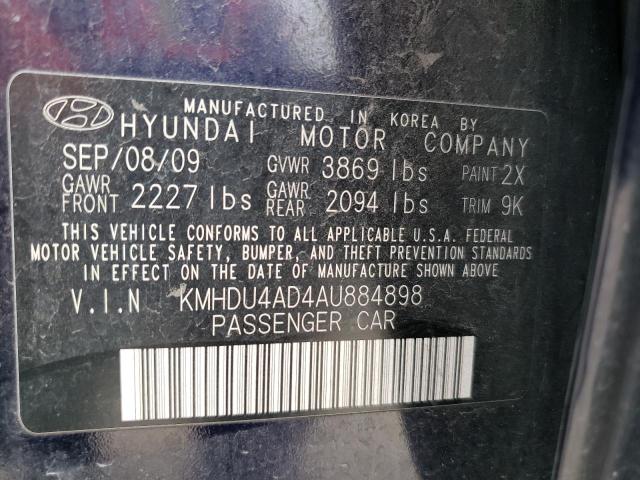 MANUFACTURED IN KOREA BY
HYUNDAI MOTOR COMPANY
SEP/08/09 GVWR 3869 lbs PAINT 2X
GAWR FRONT 2227 lbs GAWR REAR 2094 lbs TRIM 9K
THIS VEHICLE CONFORMS TO ALL APPLICABLE U.S.A. FEDERAL
MOTOR VEHICLE SAFETY, BUMPER, AND THEFT PREVENTION STANDARDS
IN EFFECT ON THE DATE OF MANUFACTURE SHOWN ABOVE
V.I.N KMHDU4AD4AU884898
PASSENGER CAR